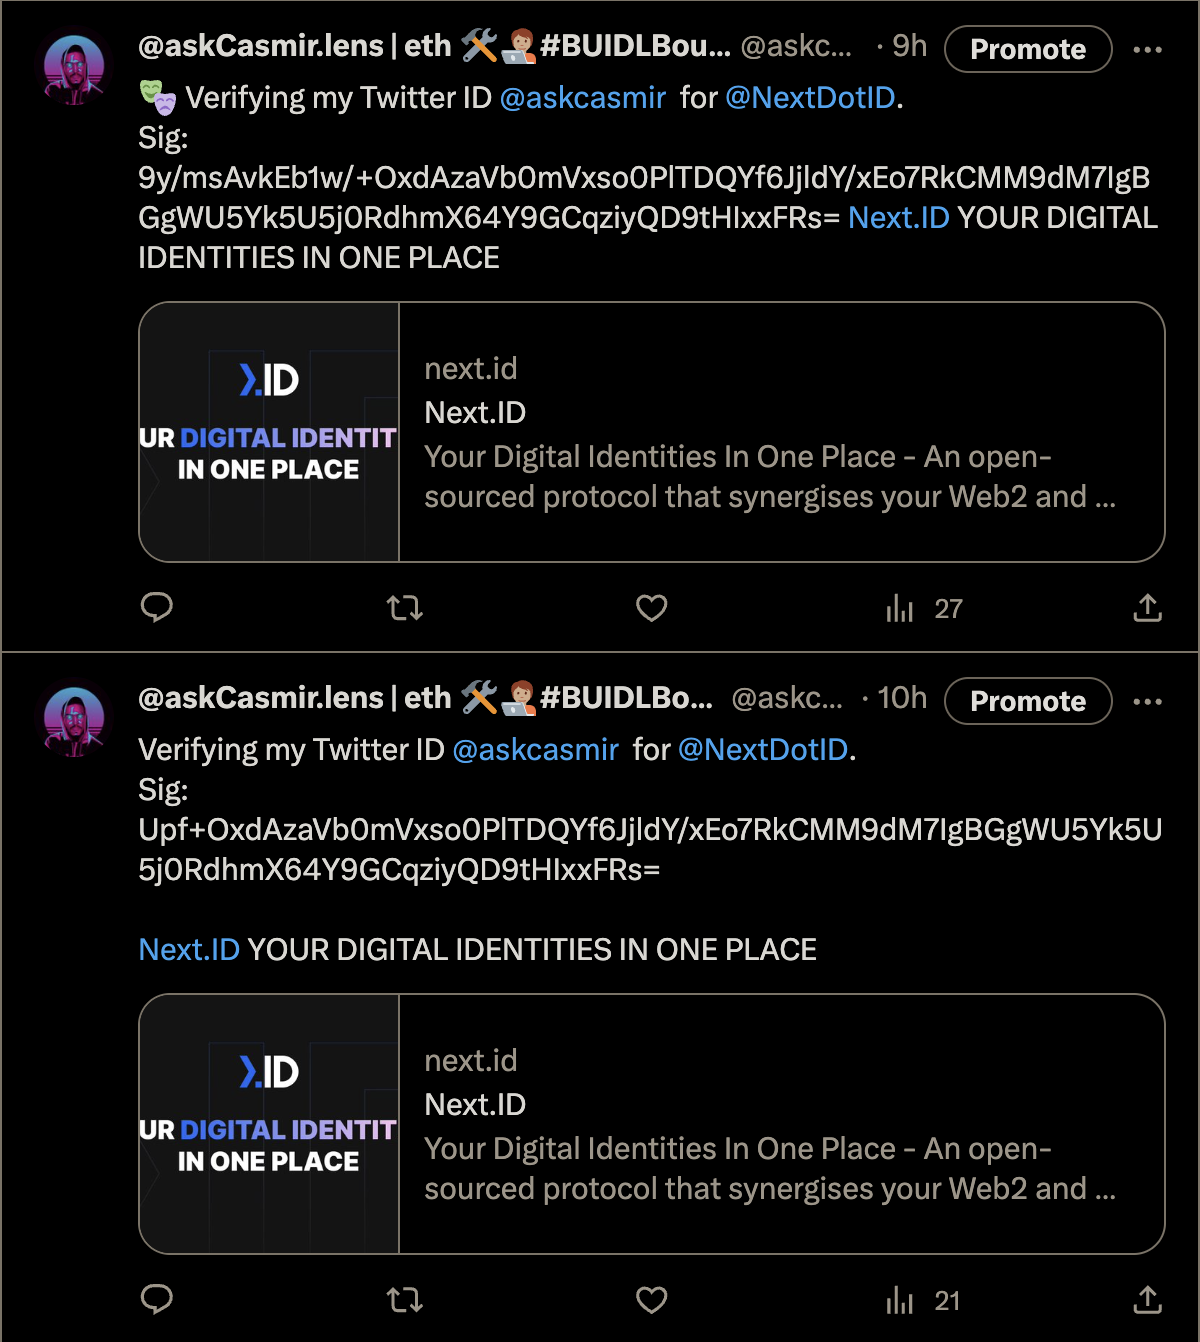 @askCasmir.lens | eth 🛠️🧑🏽‍💻#BUIDLBou... @askc... · 9h Promote
🎭 Verifying my Twitter ID @askcasmir for @NextDotID.
Sig:
9y/msAvkEb1w/+OxdAzaVb0mVxso0PlTDQYf6JjldY/xEo7RkCMM9dM7IgB
GgWU5Yk5U5j0RdhmX64Y9GCqziyQD9tHIxxFRs= Next.ID YOUR DIGITAL
IDENTITIES IN ONE PLACE
.ID
UR DIGITAL IDENTIT
IN ONE PLACE
next.id
Next.ID
Your Digital Identities In One Place - An open-
sourced protocol that synergises your Web2 and ...
27
@askCasmir.lens | eth 🛠️🧑🏽‍💻#BUIDLBo... @askc... · 10h Promote
Verifying my Twitter ID @askcasmir for @NextDotID.
Sig:
Upf+OxdAzaVb0mVxso0PlTDQYf6JjldY/xEo7RkCMM9dM7IgBGgWU5Yk5U
5j0RdhmX64Y9GCqziyQD9tHIxxFRs=
Next.ID YOUR DIGITAL IDENTITIES IN ONE PLACE
.ID
UR DIGITAL IDENTIT
IN ONE PLACE
next.id
Next.ID
Your Digital Identities In One Place - An open-
sourced protocol that synergises your Web2 and ...
21